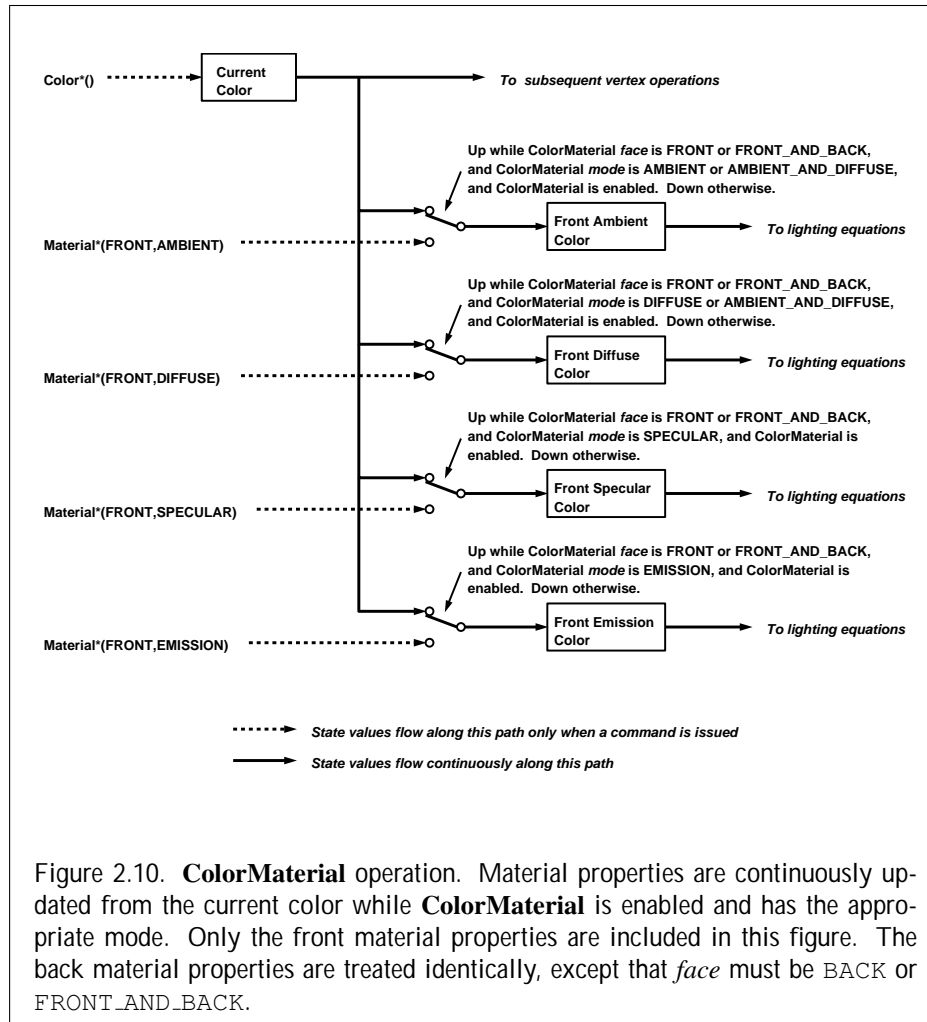 Color*()
Current
Color
To subsequent vertex operations
Up while ColorMaterial face is FRONT or FRONT_AND_BACK,
and ColorMaterial mode is AMBIENT or AMBIENT_AND_DIFFUSE,
and ColorMaterial is enabled. Down otherwise.
Material*(FRONT,AMBIENT)
Front Ambient
Color
To lighting equations
Up while ColorMaterial face is FRONT or FRONT_AND_BACK,
and ColorMaterial mode is DIFFUSE or AMBIENT_AND_DIFFUSE,
and ColorMaterial is enabled. Down otherwise.
Material*(FRONT,DIFFUSE)
Front Diffuse
Color
To lighting equations
Up while ColorMaterial face is FRONT or FRONT_AND_BACK,
and ColorMaterial mode is SPECULAR, and ColorMaterial is
enabled. Down otherwise.
Material*(FRONT,SPECULAR)
Front Specular
Color
To lighting equations
Up while ColorMaterial face is FRONT or FRONT_AND_BACK,
and ColorMaterial mode is EMISSION, and ColorMaterial is
enabled. Down otherwise.
Material*(FRONT,EMISSION)
Front Emission
Color
To lighting equations
State values flow along this path only when a command is issued
State values flow continuously along this path
Figure 2.10. ColorMaterial operation. Material properties are continuously up-
dated from the current color while ColorMaterial is enabled and has the appro-
priate mode. Only the front material properties are included in this figure. The
back material properties are treated identically, except that face must be BACK or
FRONT_AND_BACK.